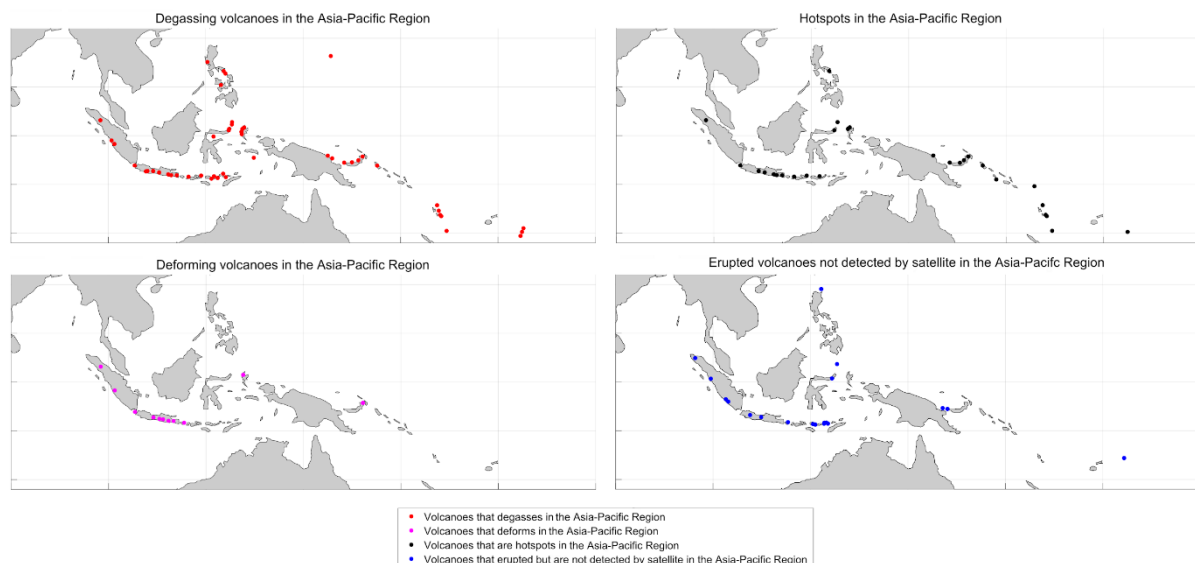 Degassing volcanoes in the Asia-Pacific Region
Hotspots in the Asia-Pacific Region
Deforming volcanoes in the Asia-Pacific Region
Erupted volcanoes not detected by satellite in the Asia-Pacifc Region
Volcanoes that degasses in the Asia-Pacific Region
Volcanoes that deforms in the Asia-Pacific Region
Volcanoes that are hotspots in the Asia-Pacific Region
Volcanoes that erupted but are not detected by satellite in the Asia-Pacific Region